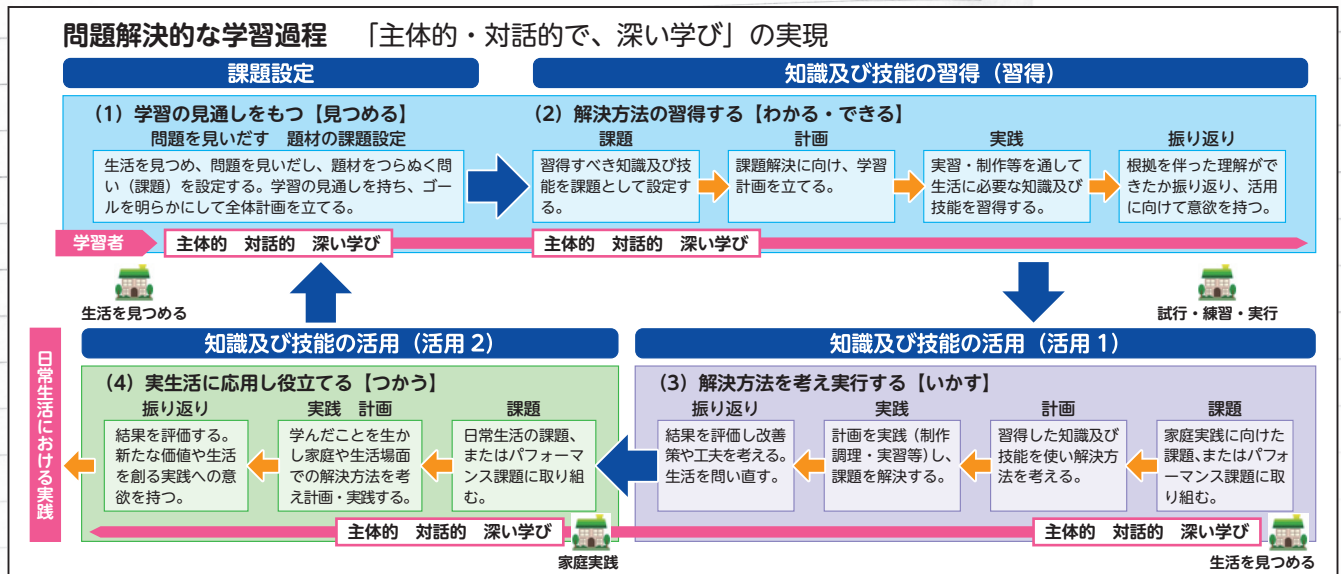 問題解決的な学習過程 「主体的・対話的で、深い学び」の実現
課題設定
(1)学習の見通しをもつ【見つめる】
問題を見いだす 題材の課題設定
生活を見つめ、問題を見いだし、題材をつらぬく問
い(課題)を設定する。学習の見通しを持ち、ゴー
ルを明らかにして全体計画を立てる。
知識及び技能の習得(習得)
(2)解決方法の習得する【わかる・できる】
課題
習得すべき知識及び技
能を課題として設定す
る。
計画
課題解決に向け、学習
計画を立てる。
実践
実習・制作等を通して
生活に必要な知識及び
技能を習得する。
振り返り
根拠を伴った理解がで
きたか振り返り、活用
に向けて意欲を持つ。
学習者
主体的 対話的 深い学び
主体的 対話的 深い学び
生活を見つめる
試行・練習・実行
知識及び技能の活用(活用1)
(3)解決方法を考え実行する【いかす】
課題
家庭実践に向けた
課題、またはパフォ
ーマンス課題に取
り組む。
計画
習得した知識及び
技能を使い解決方
法を考える。
実践
計画を実践(制作
調理・実習等)し、
課題を解決する。
振り返り
結果を評価し改善
策や工夫を考える。
生活を問い直す。
主体的 対話的 深い学び
生活を見つめる
知識及び技能の活用(活用2)
(4)実生活に応用し役立てる【つかう】
課題
日常生活の課題、
またはパフォーマ
ンス課題に取り組
む。
実践 計画
学んだことを生か
し家庭や生活場面
での解決方法を考
え計画・実践する。
振り返り
結果を評価する。
新たな価値や生活
を創る実践への意
欲を持つ。
主体的 対話的 深い学び
家庭実践
日常生活における実践